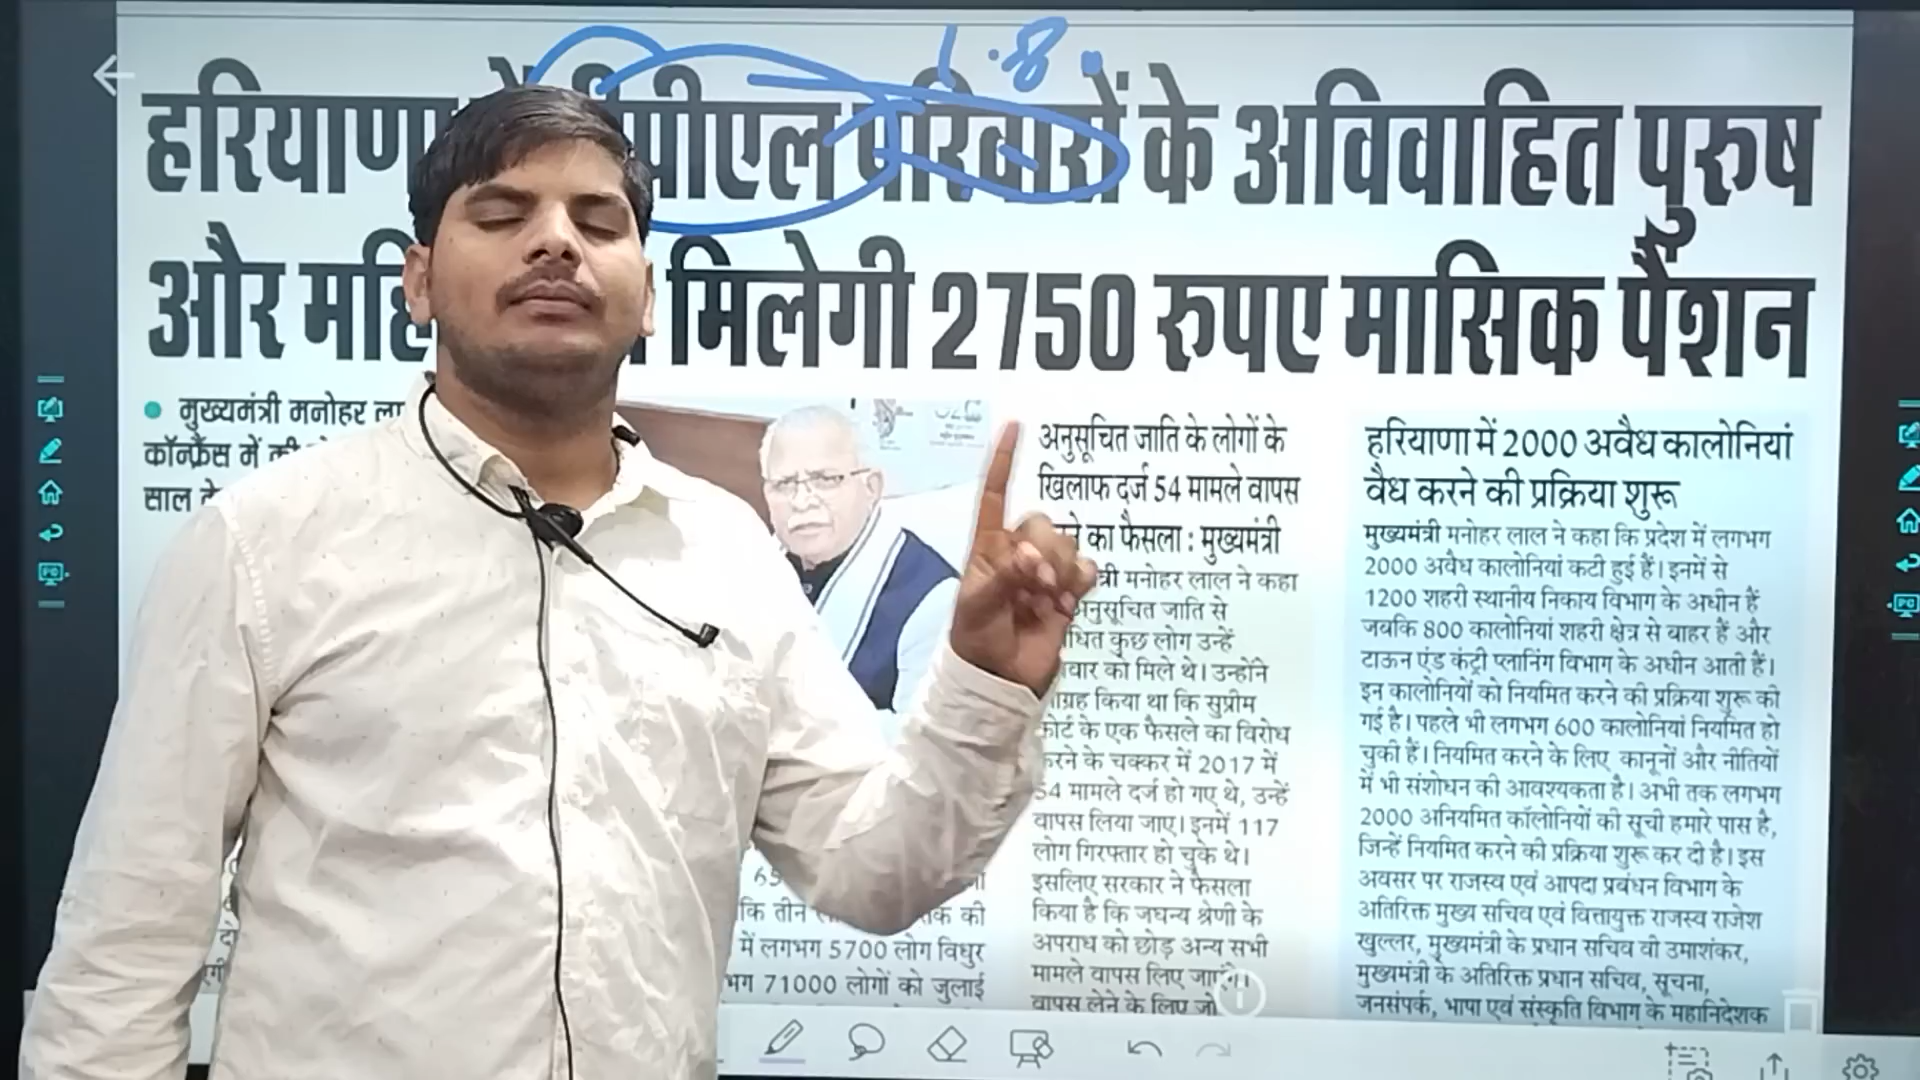 1.8.
हरियाणा के अविवाहित पुरुष
और मिलेगी 2750 रुपए मासिक पैंशन
मुख्यमंत्री मनोहर
कॉन्फ्रैंस में
साल
अनुसूचित जाति के लोगों के
खिलाफ दर्ज 54 मामले वापस
का फैसला : मुख्यमंत्री
मनोहर लाल ने कहा
अनुसूचित जाति से
कुछ लोग उन्हें
को मिले थे। उन्होंने
किया था कि सुप्रीम
कोर्ट के एक फैसले का विरोध
करने के चक्कर में 2017 में
54 मामले दर्ज हो गए थे, उन्हें
वापस लिया जाए। इनमें 117
लोग गिरफ्तार हो चुके थे।
इसलिए सरकार ने फैसला
किया है कि जघन्य श्रेणी के
अपराध को छोड़ अन्य सभी
मामले वापस लिए जाएंगे।
वापस लेने के लिए जो
हरियाणा में 2000 अवैध कालोनियां
वैध करने की प्रक्रिया शुरू
मुख्यमंत्री मनोहर लाल ने कहा कि प्रदेश में लगभग
2000 अवैध कालोनियां कटी हुई हैं। इनमें से
1200 शहरी स्थानीय निकाय विभाग के अधीन हैं
जबकि 800 कालोनियां शहरी क्षेत्र से बाहर हैं और
टाऊन एंड कंट्री प्लानिंग विभाग के अधीन आती हैं।
इन कालोनियों को नियमित करने की प्रक्रिया शुरू की
गई है। पहले भी लगभग 600 कालोनियां नियमित हो
चुकी हैं। नियमित करने के लिए कानूनों और नीतियों
में भी संशोधन की आवश्यकता है। अभी तक लगभग
2000 अनियमित कॉलोनियों की सूची हमारे पास है,
जिन्हें नियमित करने की प्रक्रिया शुरू कर दी है। इस
अवसर पर राजस्व एवं आपदा प्रबंधन विभाग के
अतिरिक्त मुख्य सचिव एवं वित्तायुक्त राजस्व राजेश
खुल्लर, मुख्यमंत्री के प्रधान सचिव वी उमाशंकर,
मुख्यमंत्री के अतिरिक्त प्रधान सचिव, सूचना,
जनसंपर्क, भाषा एवं संस्कृति विभाग के महानिदेशक
65
कि तीन की
में लगभग 5700 लोग विधुर
71000 लोगों को जुलाई